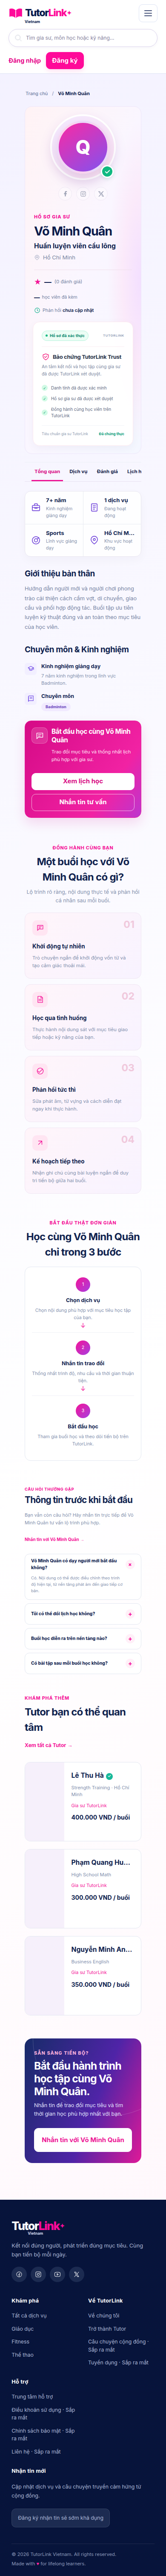 TutorLink
Vietnam
Tìm gia sư, môn học hoặc kỹ năng...
Đăng nhập
Đăng ký
Trang chủ / Võ Minh Quân
Q
HỒ SƠ GIA SƯ
Võ Minh Quân
Huấn luyện viên cầu lông
Hồ Chí Minh
★ — (0 đánh giá)
— học viên đã kèm
Phản hồi chưa cập nhật
Hồ sơ đã xác thực
TUTORLINK
Bảo chứng TutorLink Trust
An tâm kết nối và học tập cùng gia sư
đã được TutorLink xét duyệt.
Danh tính đã được xác minh
Hồ sơ gia sư đã được xét duyệt
Đồng hành cùng học viên trên
TutorLink
Tiêu chuẩn gia sư TutorLink
Đã chứng thực
Tổng quan
Dịch vụ
Đánh giá
Lịch h
7+ năm
Kinh nghiệm
giảng dạy
1 dịch vụ
Đang hoạt
động
Sports
Lĩnh vực giảng
dạy
Hồ Chí M...
Khu vực hoạt
động
Giới thiệu bản thân
Hướng dẫn người mới và người chơi phong
trào cải thiện cách cầm vợt, di chuyển, giao
cầu và phối hợp động tác. Buổi tập ưu tiên
luyện kỹ thuật đúng và an toàn theo mục tiêu
của học viên.
Chuyên môn & Kinh nghiệm
Kinh nghiệm giảng dạy
7 năm kinh nghiệm trong lĩnh vực
Badminton.
Chuyên môn
Badminton
Bắt đầu học cùng Võ Minh
Quân
Trao đổi mục tiêu và thống nhất lịch
phù hợp với gia sư.
Xem lịch học
Nhắn tin tư vấn
ĐỒNG HÀNH CÙNG BẠN
Một buổi học với Võ Minh
Quân có gì?
Lộ trình rõ ràng, nội dung thực tế và phản hồi
cá nhân sau mỗi buổi.
01
Khởi động tự nhiên
Trò chuyện ngắn để khởi động vốn từ và
tạo cảm giác thoải mái.
02
Học qua tình huống
Thực hành nội dung sát với mục tiêu giao
tiếp hoặc kỹ năng của bạn.
03
Phản hồi tức thì
Sửa phát âm, từ vựng và cách diễn đạt
ngay khi thực hành.
04
Kế hoạch tiếp theo
Nhận ghi chú cùng bài luyện ngắn để duy
trì tiến bộ giữa hai buổi.
BẮT ĐẦU THẬT ĐƠN GIẢN
Học cùng Võ Minh Quân
chỉ trong 3 bước
1
Chọn dịch vụ
Chọn nội dung phù hợp với mục tiêu học tập
của bạn.
2
Nhắn tin trao đổi
Thống nhất trình độ, nhu cầu và thời gian thuận
tiện.
3
Bắt đầu học
Tham gia buổi học và theo dõi tiến bộ trên
TutorLink.
CÂU HỎI THƯỜNG GẶP
Thông tin trước khi bắt đầu
Bạn vẫn còn câu hỏi? Hãy nhắn tin trực tiếp để Võ
Minh Quân tư vấn lộ trình phù hợp.
Nhắn tin với Võ Minh Quân
Võ Minh Quân có dạy người mới bắt đầu
không?
Có. Nội dung có thể được điều chỉnh theo trình
độ hiện tại, từ nền tảng phát âm đến giao tiếp cơ
bản.
Tôi có thể đổi lịch học không?
Buổi học diễn ra trên nền tảng nào?
Có bài tập sau mỗi buổi học không?
KHÁM PHÁ THÊM
Tutor bạn có thể quan
tâm
Xem tất cả Tutor →
Lê Thu Hà
Strength Training · Hồ Chí
Minh
Gia sư TutorLink
400.000 VND / buổi
Phạm Quang Hu...
High School Math
Gia sư TutorLink
300.000 VND / buổi
Nguyễn Minh An...
Business English
Gia sư TutorLink
350.000 VND / buổi
SẴN SÀNG TIẾN BỘ?
Bắt đầu hành trình
học tập cùng Võ
Minh Quân.
Nhắn tin để trao đổi mục tiêu và tìm
thời gian học phù hợp nhất với bạn.
Nhắn tin với Võ Minh Quân
TutorLink
Vietnam
Kết nối đúng người, phát triển đúng mục tiêu. Cùng
bạn tiến bộ mỗi ngày.
Khám phá
Tất cả dịch vụ
Giáo dục
Fitness
Thể thao
Về TutorLink
Về chúng tôi
Trở thành Tutor
Câu chuyện cộng đồng ·
Sắp ra mắt
Tuyển dụng · Sắp ra mắt
Hỗ trợ
Trung tâm hỗ trợ
Điều khoản sử dụng · Sắp
ra mắt
Chính sách bảo mật · Sắp
ra mắt
Liên hệ · Sắp ra mắt
Nhận tin mới
Cập nhật dịch vụ và câu chuyện truyền cảm hứng từ
cộng đồng.
Đăng ký nhận tin sẽ sớm khả dụng
© 2026 TutorLink Vietnam. All rights reserved.
Made with ♥ for lifelong learners.